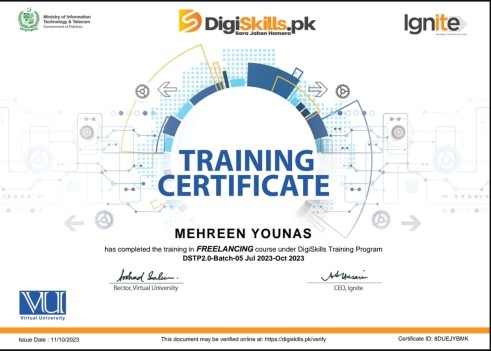 Ministry of Information
Technology & Telecom
Government of Pakistan
DigiSkills.pk
Sara Jahan Hamara
Ignite
TRAINING
CERTIFICATE
MEHREEN YOUNAS
has completed the training in FREELANCING course under DigiSkills Training Program
DSTP2.0-Batch-05 Jul 2023-Oct 2023
Rector, Virtual University
CEO, Ignite
VU
Virtual University
Issue Date : 11/10/2023
This document may be verified online at: https://digiskills.pk/verify
Certificate ID: 8DUEJYBMK